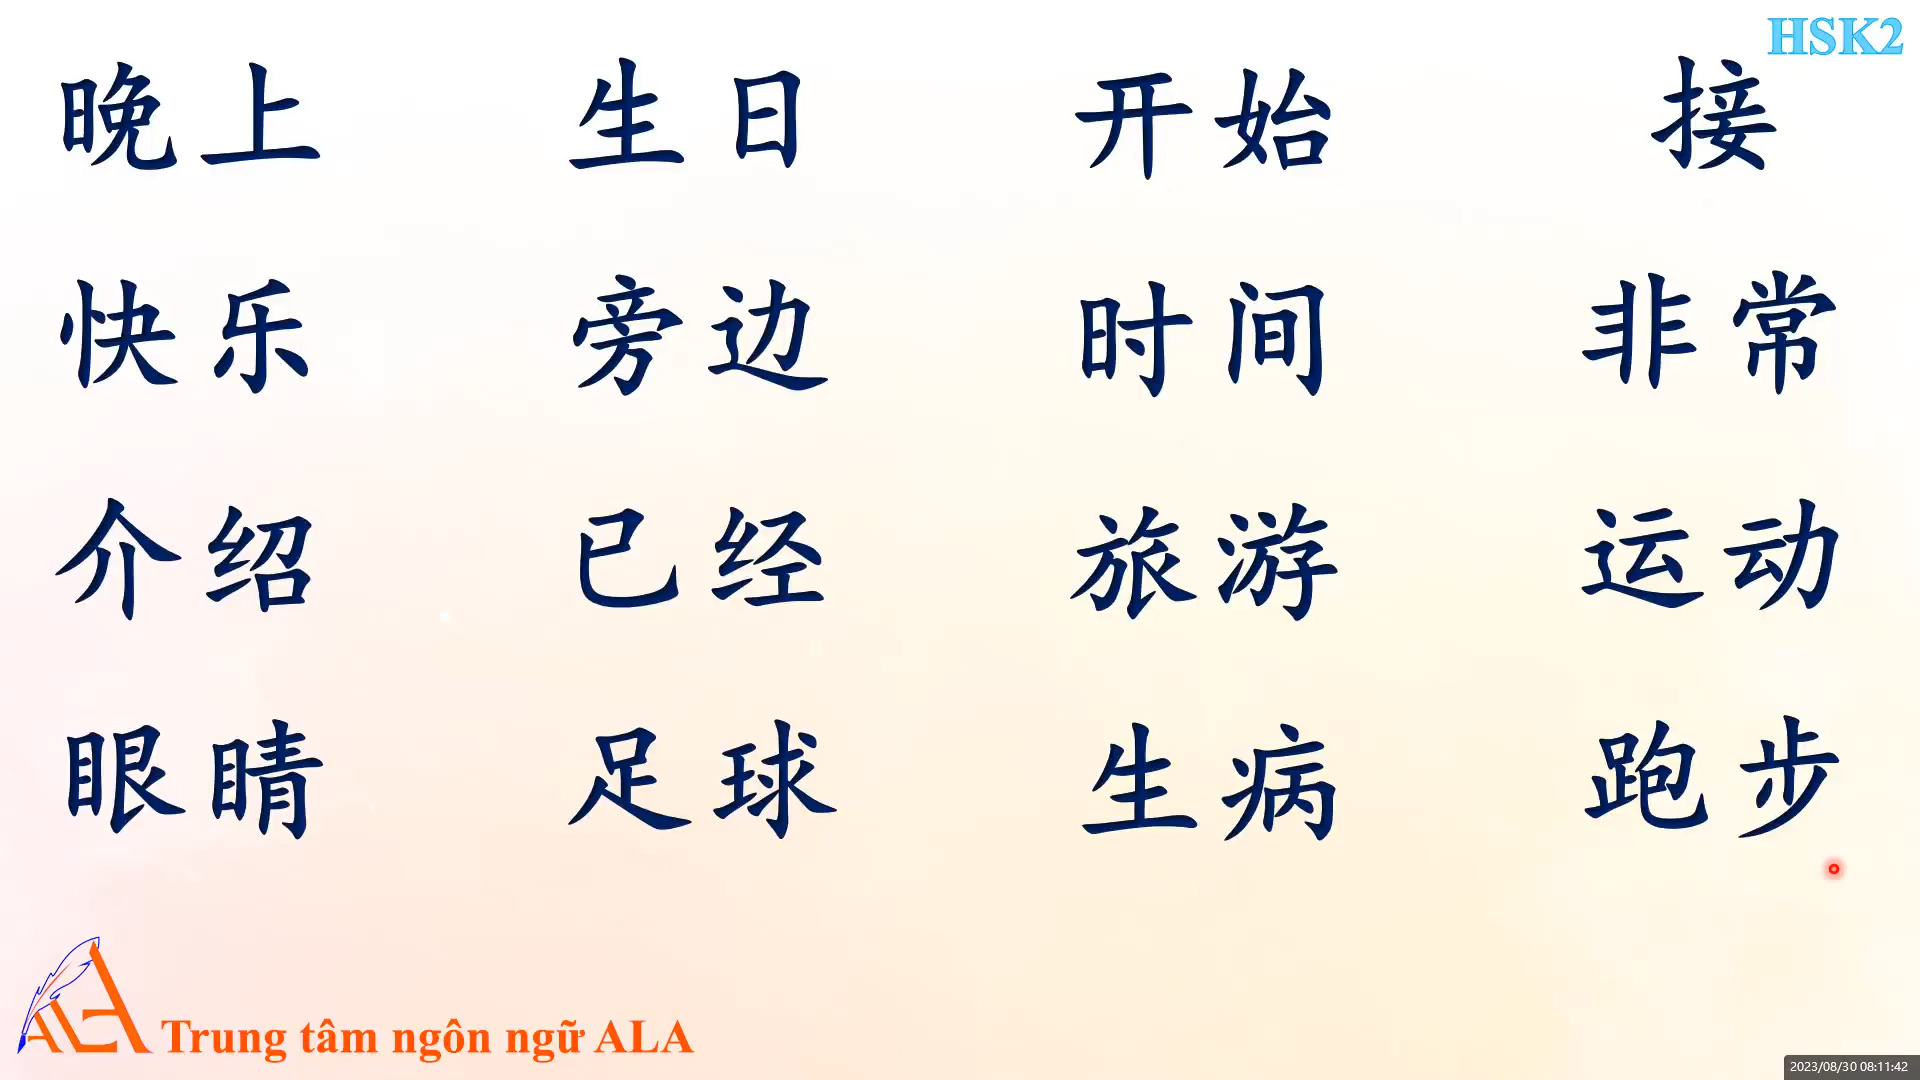 HSK2
晚上 生日 开始 接
快乐 旁边 时间 非常
介绍 已经 旅游 运动
眼睛 足球 生病 跑步
ALA
Trung tâm ngôn ngữ ALA
2023/08/30 08:11:42